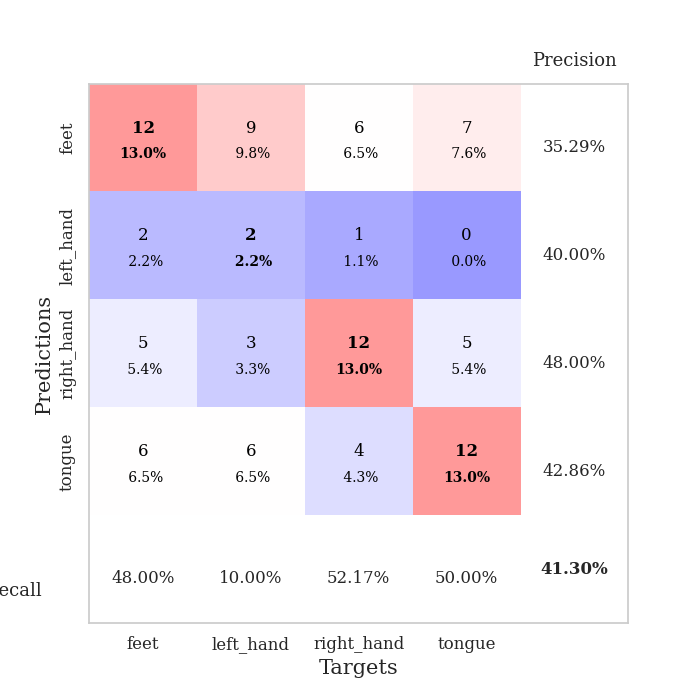 Precision
feet
12 9 6 7
13.0% 9.8% 6.5% 7.6%
35.29%
left_hand
2 2 1 0
2.2% 2.2% 1.1% 0.0%
40.00%
Predictions
right_hand
5 3 12 5
5.4% 3.3% 13.0% 5.4%
48.00%
tongue
6 6 4 12
6.5% 6.5% 4.3% 13.0%
42.86%
ecall
48.00% 10.00% 52.17% 50.00% 41.30%
feet left_hand right_hand tongue
Targets